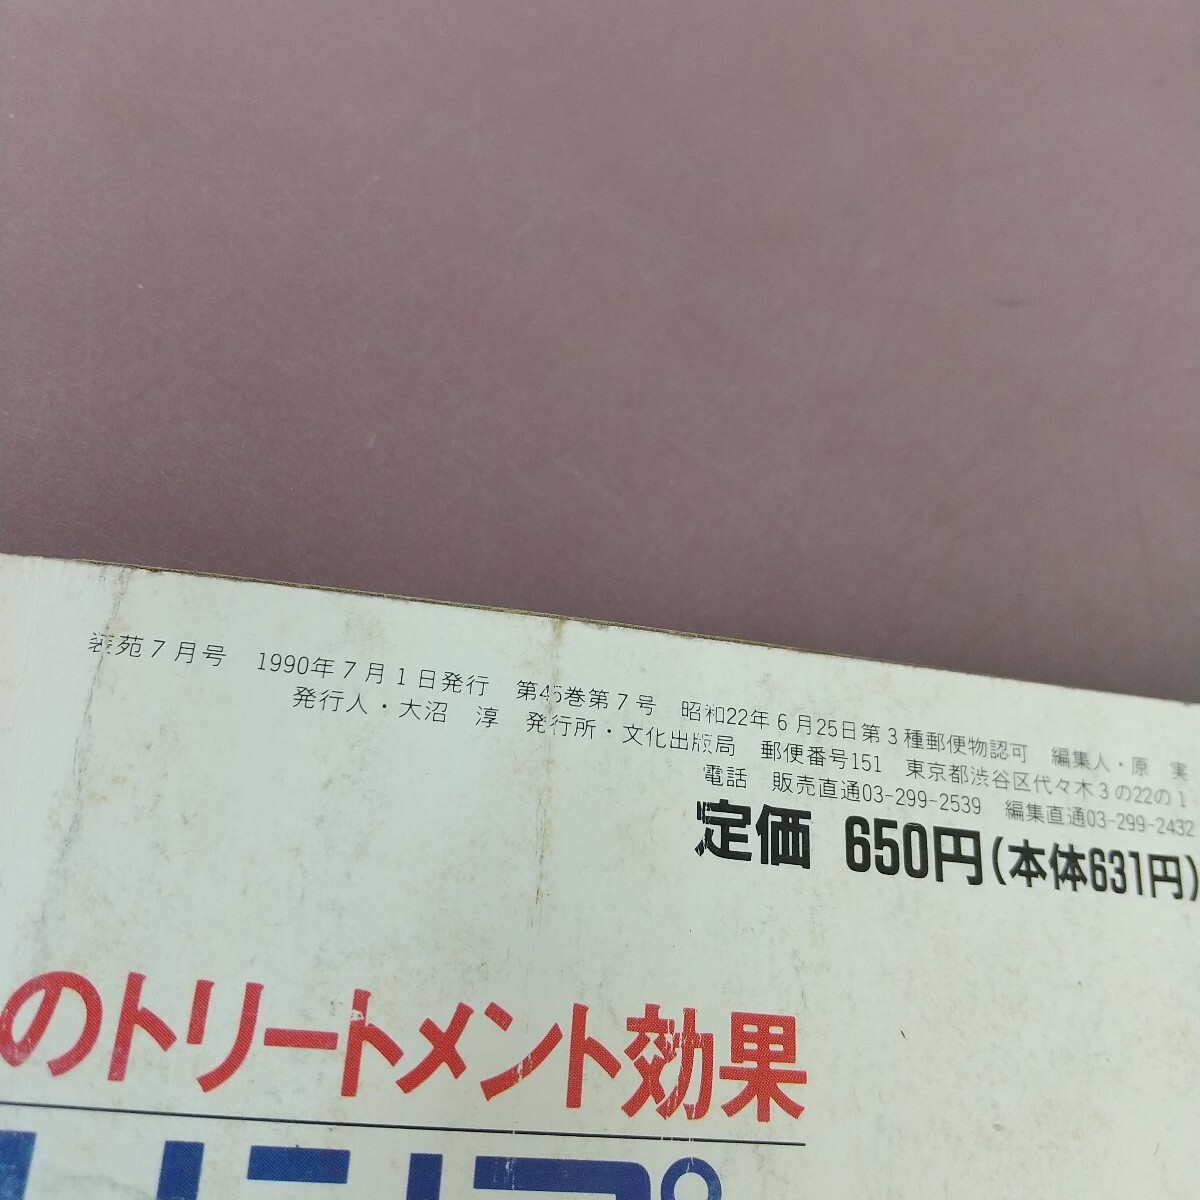 装苑7月号 1990年7月1日発行 第45巻第7号 昭和22年6月25日第3種郵便物認可 編集人・原 実
発行人・大沼 淳 発行所・文化出版局 郵便番号151 東京都渋谷区代々木3の22の1
電話 販売直通03-299-2539 編集直通03-299-2432
定価 650円(本体631円)
のトリートメント効果